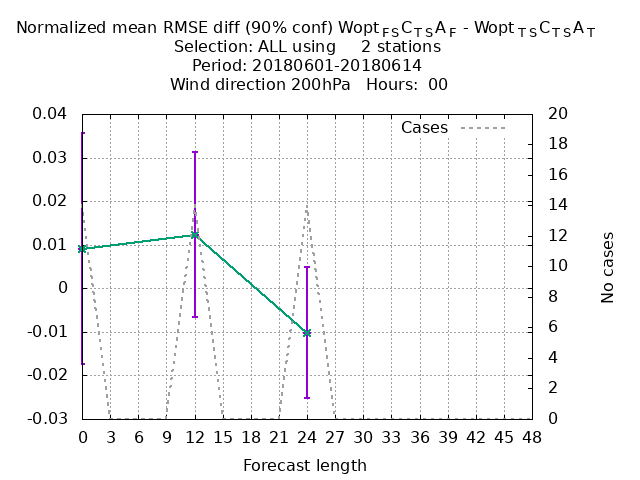 Normalized mean RMSE diff (90% conf) Wopt FS C TS A F - Wopt TS C TS A T
Selection: ALL using 2 stations
Period: 20180601-20180614
Wind direction 200hPa Hours: 00
Cases
0.04
0.03
0.02
0.01
0
-0.01
-0.02
-0.03
20
18
16
14
12
10
8
6
4
2
0
No cases
0 3 6 9 12 15 18 21 24 27 30 33 36 39 42 45 48
Forecast length